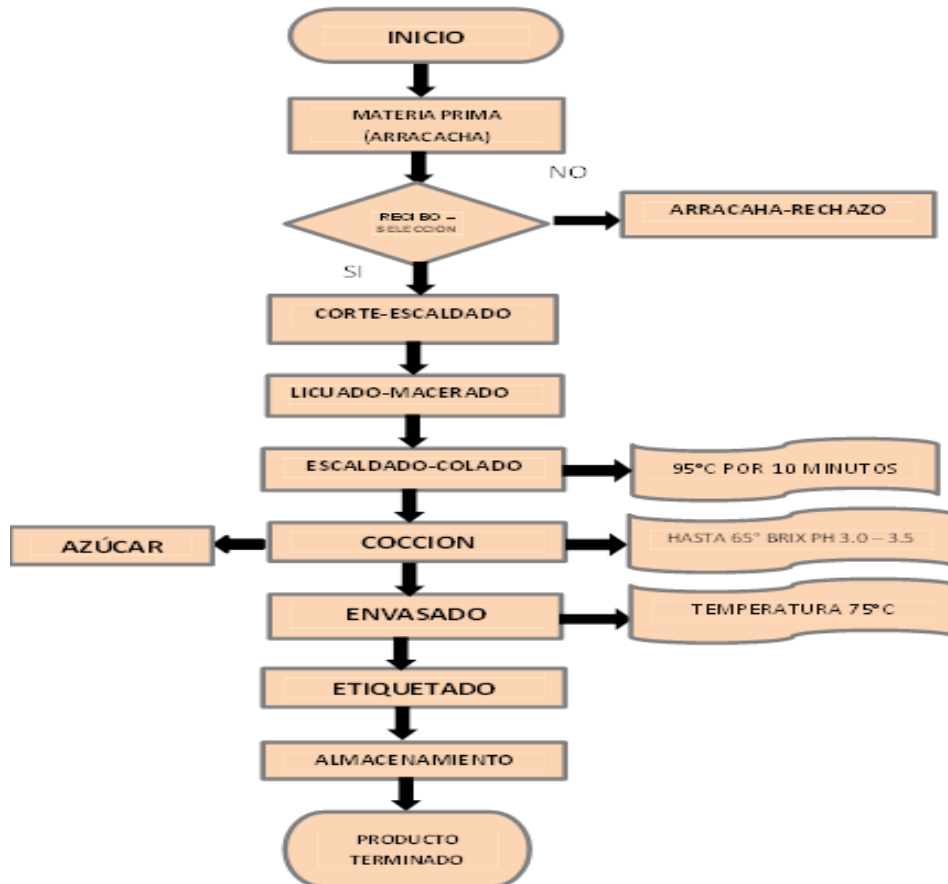 INICIO
MATERIA PRIMA
(ARRACACHA)
NO
RECIBO –
SELECCIÓN
ARRACAHA-RECHAZO
SI
CORTE-ESCALDADO
LICUADO-MACERADO
ESCALDADO-COLADO
95°C POR 10 MINUTOS
AZÚCAR
COCCION
HASTA 65° BRIX PH 3.0 – 3.5
ENVASADO
TEMPERATURA 75°C
ETIQUETADO
ALMACENAMIENTO
PRODUCTO
TERMINADO